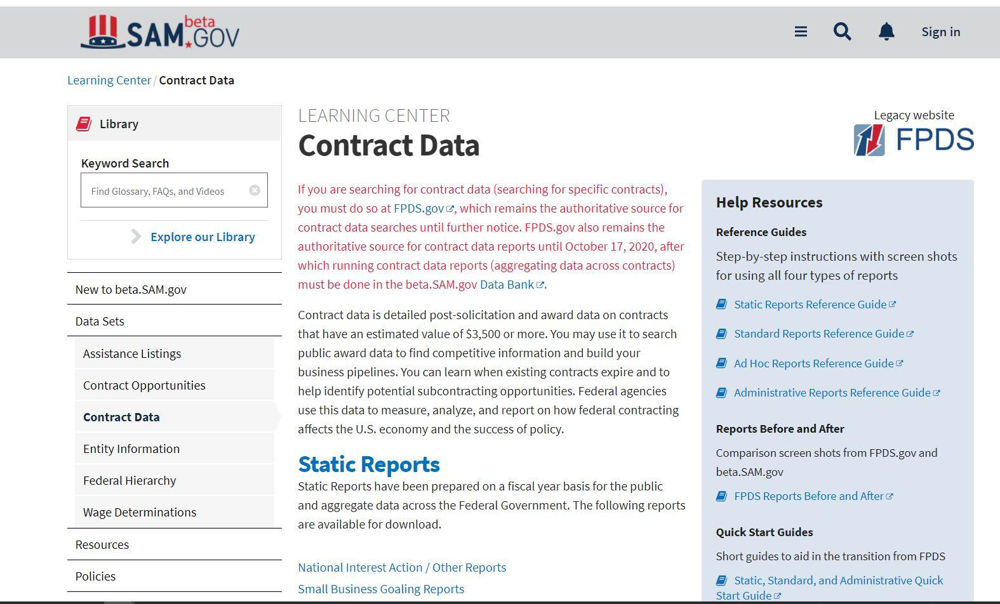 SAM.GOV beta
Sign in
Learning Center / Contract Data
Library
Keyword Search
Find Glossary, FAQs, and Videos
Explore our Library
New to beta.SAM.gov
Data Sets
Assistance Listings
Contract Opportunities
Contract Data
Entity Information
Federal Hierarchy
Wage Determinations
Resources
Policies
LEARNING CENTER
Contract Data
If you are searching for contract data (searching for specific contracts),
you must do so at FPDS.gov, which remains the authoritative source for
contract data searches until further notice. FPDS.gov also remains the
authoritative source for contract data reports until October 17, 2020, after
which running contract data reports (aggregating data across contracts)
must be done in the beta.SAM.gov Data Bank.
Contract data is detailed post-solicitation and award data on contracts
that have an estimated value of $3,500 or more. You may use it to search
public award data to find competitive information and build your
business pipelines. You can learn when existing contracts expire and to
help identify potential subcontracting opportunities. Federal agencies
use this data to measure, analyze, and report on how federal contracting
affects the U.S. economy and the success of policy.
Static Reports
Static Reports have been prepared on a fiscal year basis for the public
and aggregate data across the Federal Government. The following reports
are available for download.
National Interest Action / Other Reports
Small Business Goaling Reports
Legacy website
FPDS
Help Resources
Reference Guides
Step-by-step instructions with screen shots
for using all four types of reports
Static Reports Reference Guide
Standard Reports Reference Guide
Ad Hoc Reports Reference Guide
Administrative Reports Reference Guide
Reports Before and After
Comparison screen shots from FPDS.gov and
beta.SAM.gov
FPDS Reports Before and After
Quick Start Guides
Short guides to aid in the transition from FPDS
Static, Standard, and Administrative Quick
Start Guide